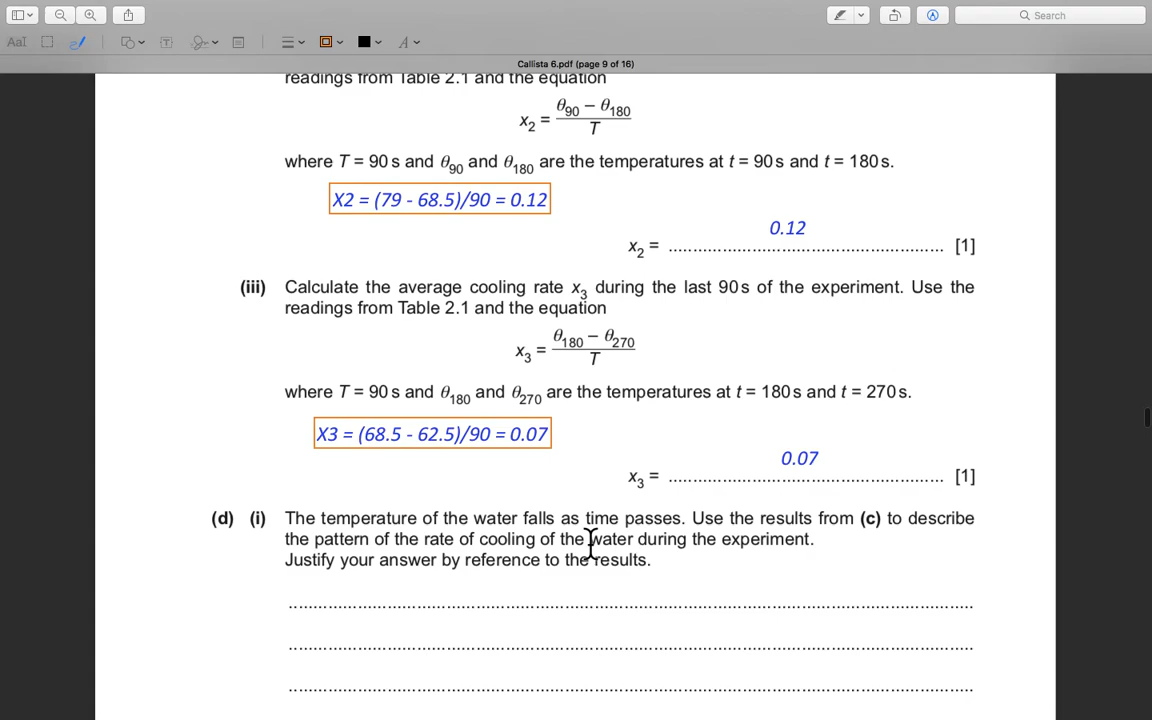 Search
AaI
T
A
Callista 6.pdf (page 9 of 16)
readings from Table 2.1 and the equation
x2 = θ90 − θ180 / T
where T = 90 s and θ90 and θ180 are the temperatures at t = 90 s and t = 180 s.
X2 = (79 - 68.5)/90 = 0.12
0.12
x2 = ........................................................ [1]
(iii) Calculate the average cooling rate x3 during the last 90 s of the experiment. Use the
readings from Table 2.1 and the equation
x3 = θ180 − θ270 / T
where T = 90 s and θ180 and θ270 are the temperatures at t = 180 s and t = 270 s.
X3 = (68.5 - 62.5)/90 = 0.07
0.07
x3 = ........................................................ [1]
(d) (i) The temperature of the water falls as time passes. Use the results from (c) to describe
the pattern of the rate of cooling of the water during the experiment.
Justify your answer by reference to the results.